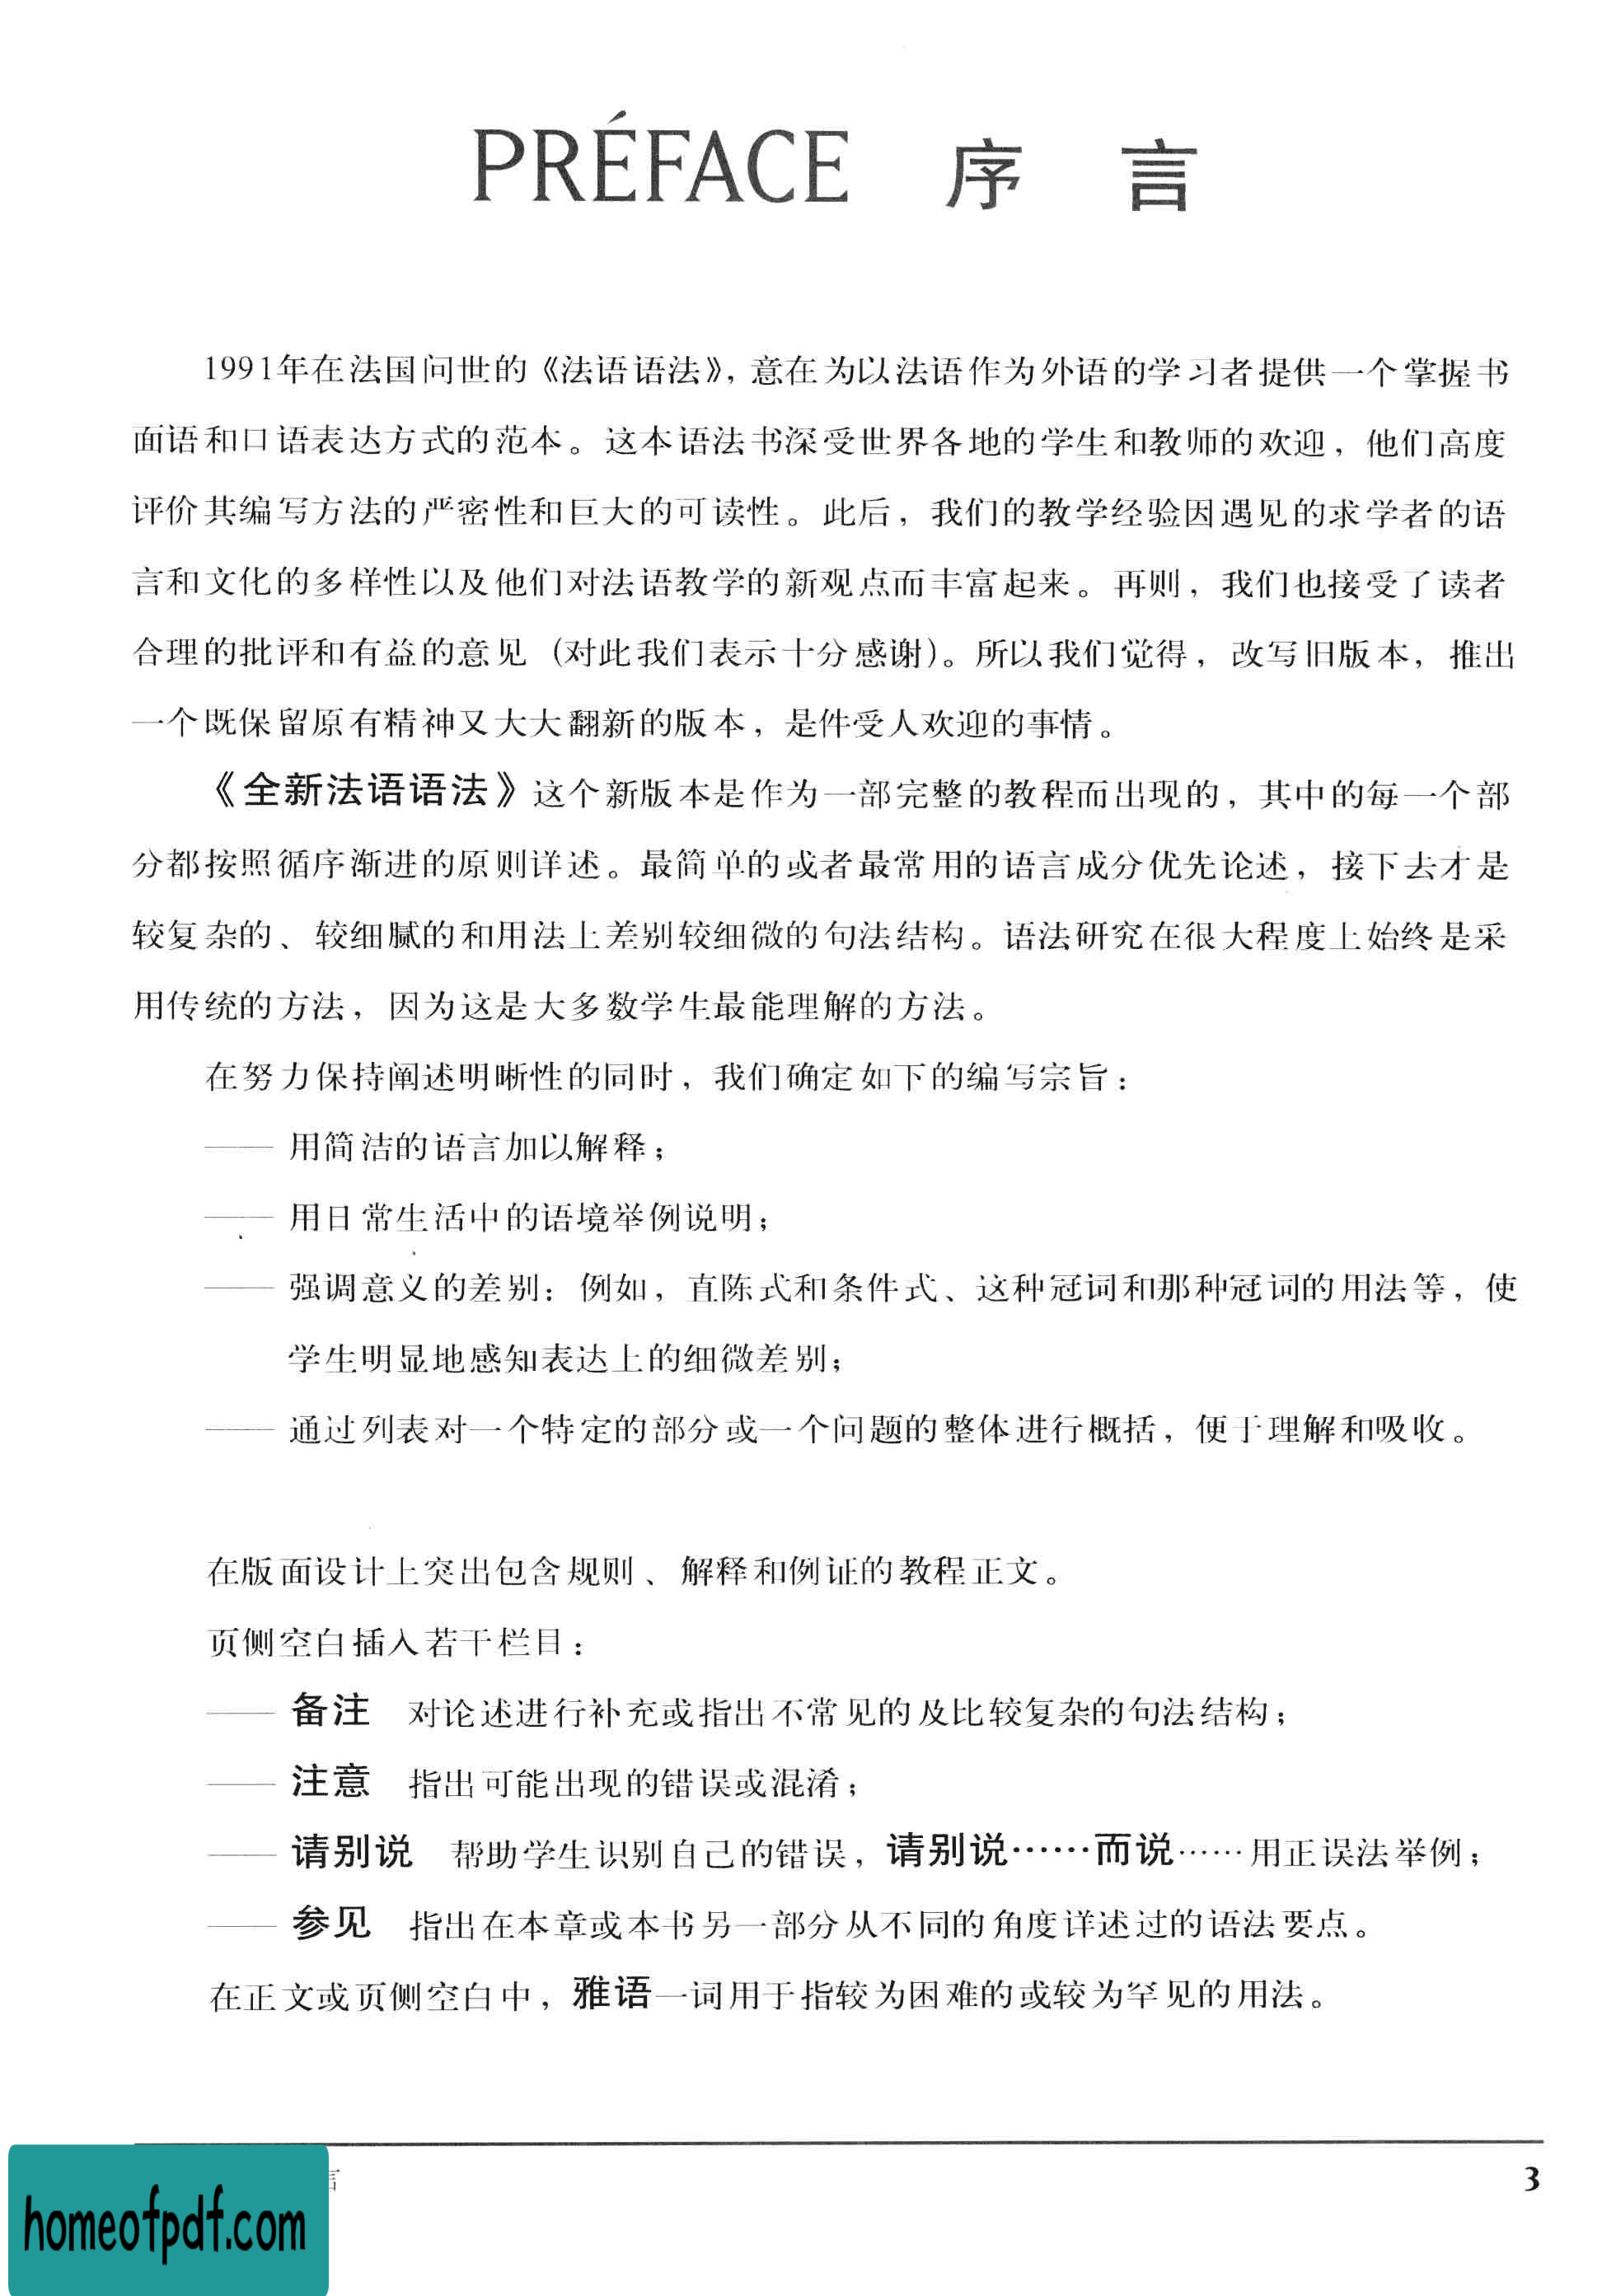 PRÉFACE 序 言
1991年在法国问世的《法语语法》，意在为以法语作为外语的学习者提供一个掌握书
面语和口语表达方式的范本。这本语法书深受世界各地的学生和教师的欢迎，他们高度
评价其编写方法的严密性和巨大的可读性。此后，我们的教学经验因遇见的求学者的语
言和文化的多样性以及他们对法语教学的新观点而丰富起来。再则，我们也接受了读者
合理的批评和有益的意见（对此我们表示十分感谢）。所以我们觉得，改写旧版本，推出
一个既保留原有精神又大大翻新的版本，是件受人欢迎的事情。
《全新法语语法》这个新版本是作为一部完整的教程而出现的，其中的每一个部
分都按照循序渐进的原则详述。最简单的或者最常用的语言成分优先论述，接下去才是
较复杂的、较细腻的和用法上差别较细微的句法结构。语法研究在很大程度上始终是采
用传统的方法，因为这是大多数学生最能理解的方法。
在努力保持阐述明晰性的同时，我们确定如下的编写宗旨：
—— 用简洁的语言加以解释；
—— 用日常生活中的语境举例说明；
—— 强调意义的差别：例如，直陈式和条件式、这种冠词和那种冠词的用法等，使
学生明显地感知表达上的细微差别；
—— 通过列表对一个特定的部分或一个问题的整体进行概括，便于理解和吸收。
在版面设计上突出包含规则、解释和例证的教程正文。
页侧空白插入若干栏目：
—— 备注 对论述进行补充或指出不常见的及比较复杂的句法结构；
—— 注意 指出可能出现的错误或混淆；
—— 请别说 帮助学生识别自己的错误，请别说……而说……用正误法举例；
—— 参见 指出在本章或本书另一部分从不同的角度详述过的语法要点。
在正文或页侧空白中，雅语一词用于指较为困难的或较为罕见的用法。
言 3
homeofpdf.com